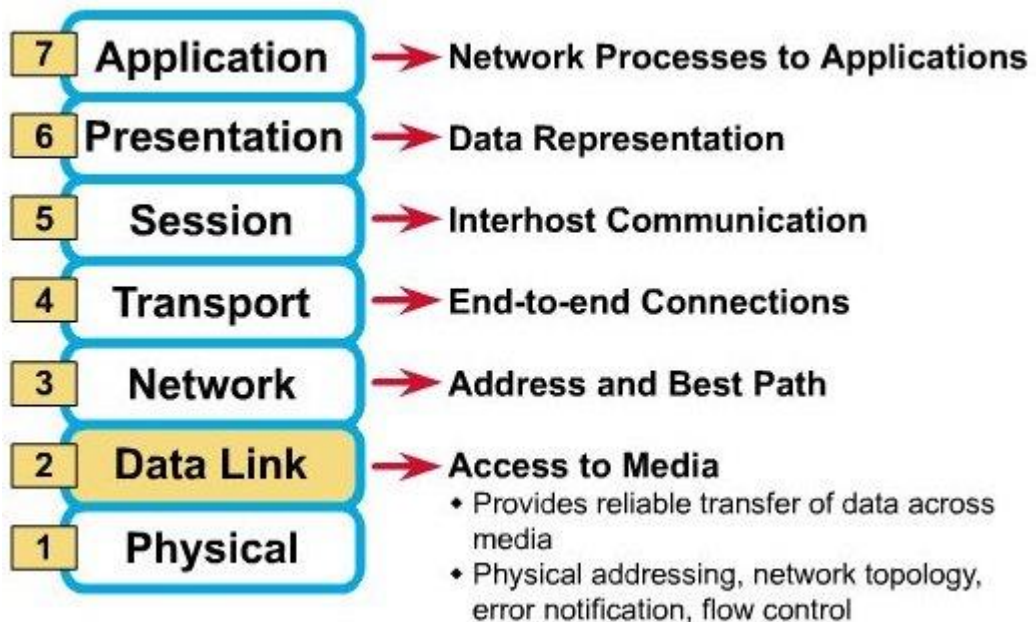 7 Application Network Processes to Applications
6 Presentation Data Representation
5 Session Interhost Communication
4 Transport End-to-end Connections
3 Network Address and Best Path
2 Data Link Access to Media
• Provides reliable transfer of data across
media
1 Physical
• Physical addressing, network topology,
error notification, flow control